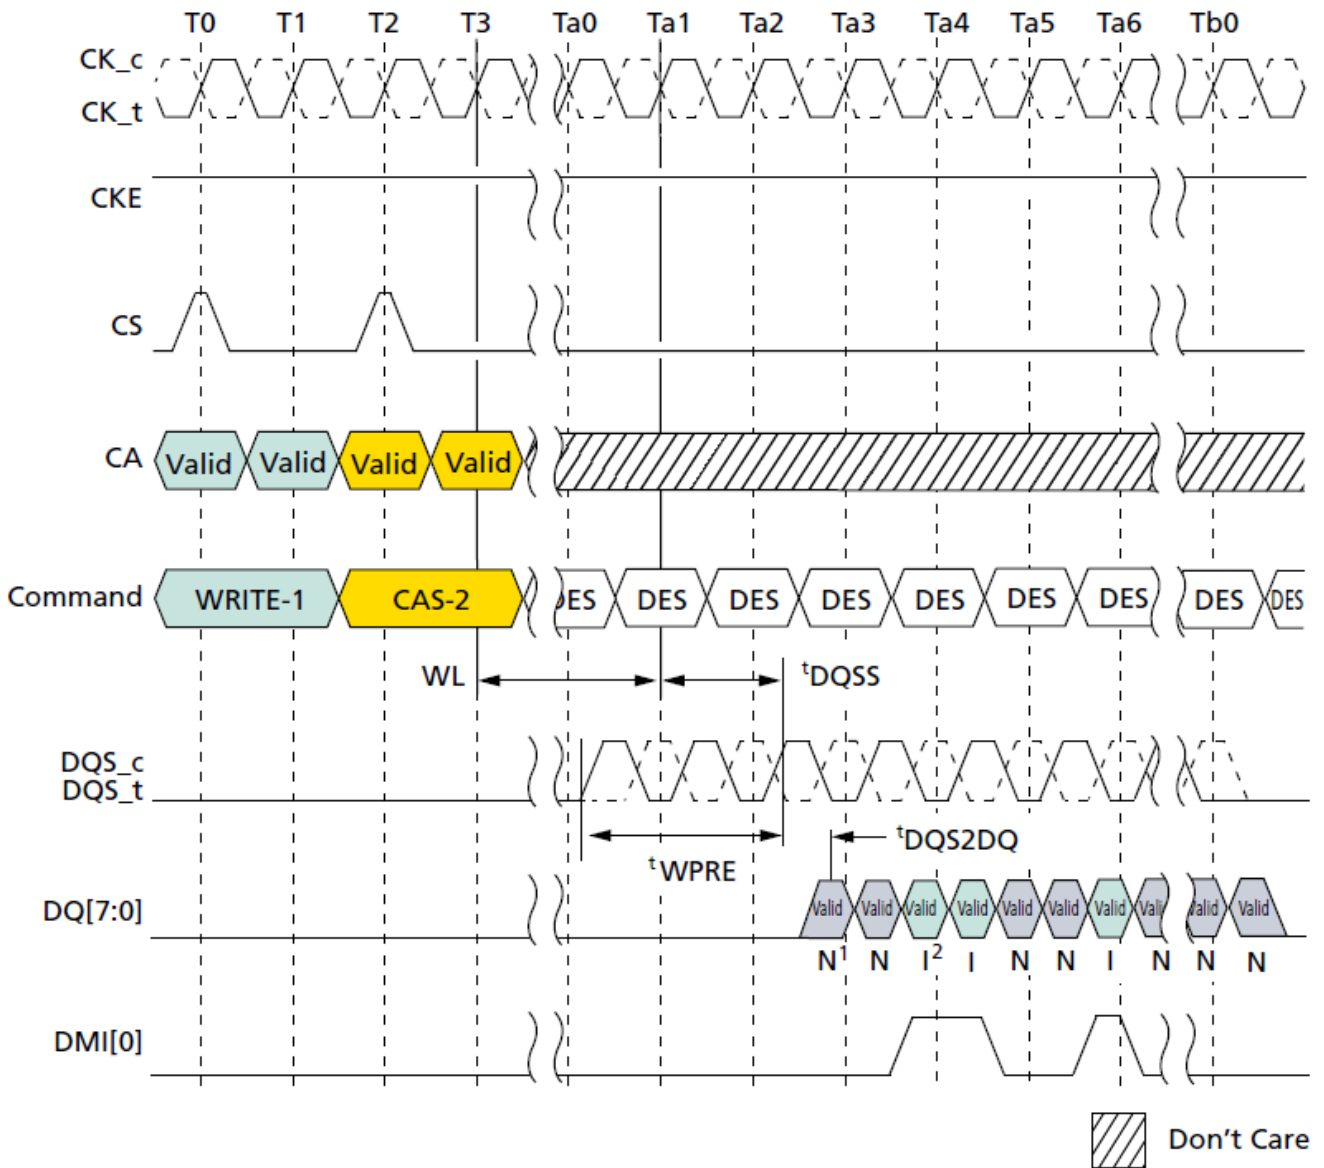 T0 T1 T2 T3 Ta0 Ta1 Ta2 Ta3 Ta4 Ta5 Ta6 Tb0
CK_c
CK_t
CKE
CS
CA Valid Valid Valid Valid
Command WRITE-1 CAS-2 DES DES DES DES DES DES DES DES DES
WL tDQSS
DQS_c
DQS_t
tDQS2DQ
tWPRE
DQ[7:0] Valid Valid Valid Valid Valid Valid Valid Valid Valid Valid
N1 N I2 I N N I N N N
DMI[0]
Don't Care